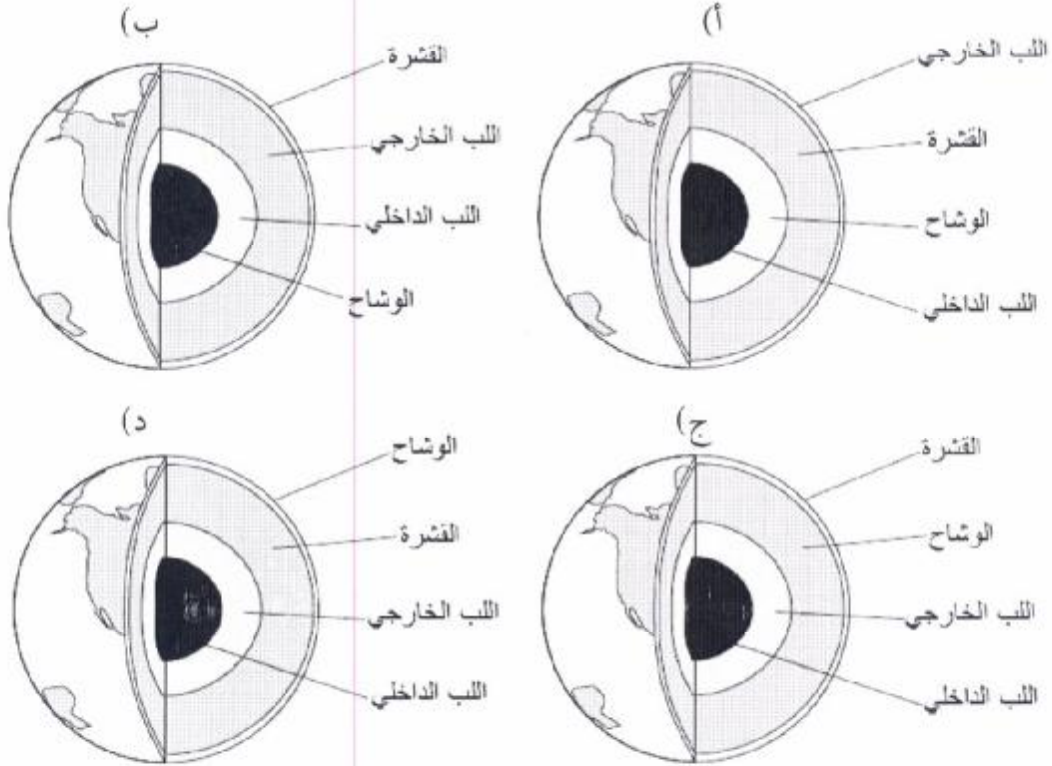 أ)
اللب الخارجي
القشرة
الوشاح
اللب الداخلي
ب)
القشرة
اللب الخارجي
اللب الداخلي
الوشاح
ج)
القشرة
الوشاح
اللب الخارجي
اللب الداخلي
د)
الوشاح
القشرة
اللب الخارجي
اللب الداخلي